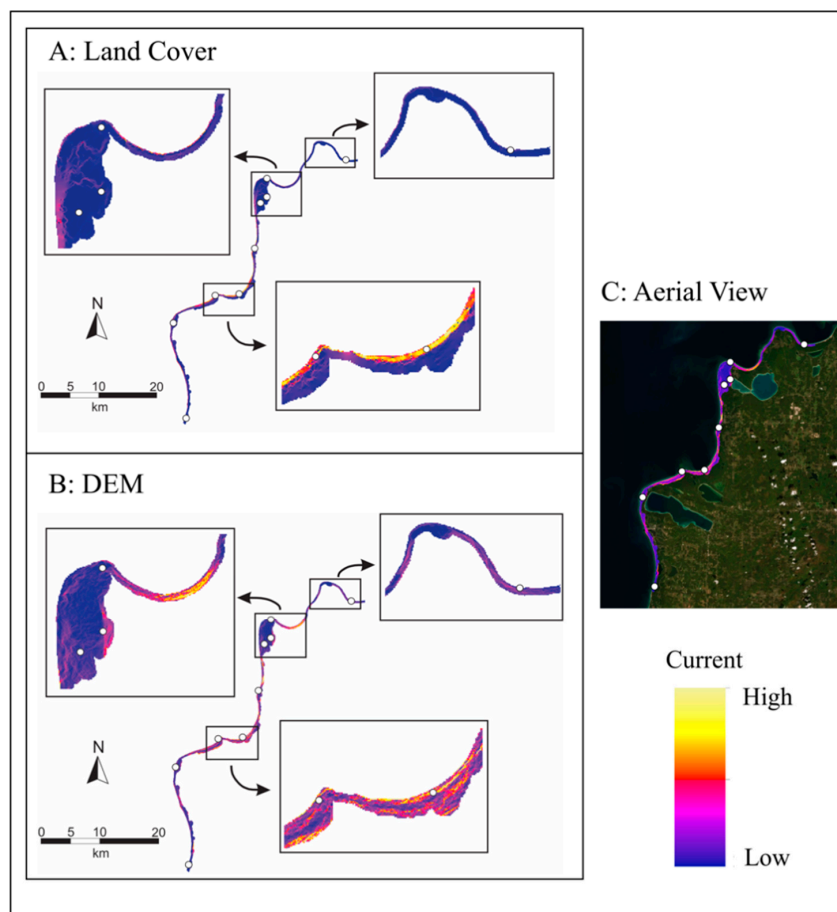 A: Land Cover
N
0 5 10 20
km
B: DEM
N
0 5 10 20
km
C: Aerial View
Current
High
Low